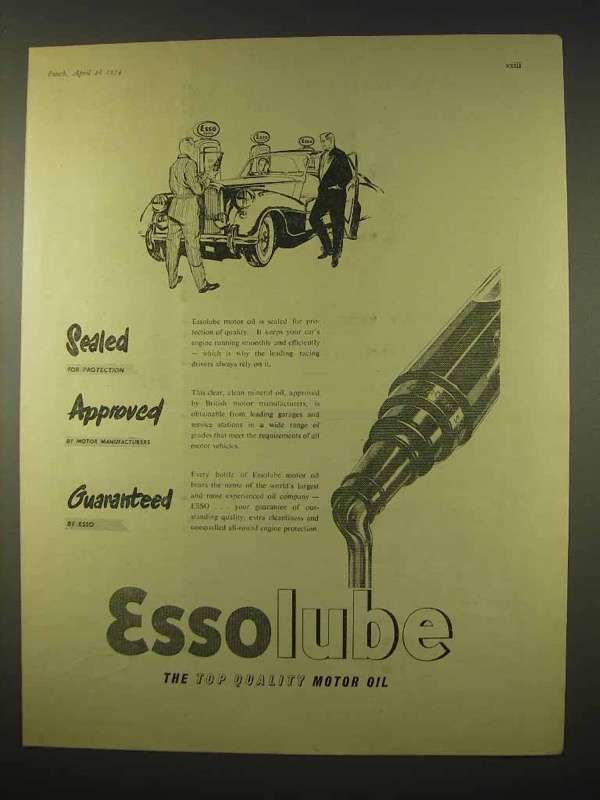 Punch, April 28 1954
xxiii
Esso
Esso
Esso
Sealed
FOR PROTECTION
Essolube motor oil is sealed for pro-
tection of quality. It keeps your car's
engine running smoothly and efficiently
— which is why the leading racing
drivers always rely on it.
Approved
BY MOTOR MANUFACTURERS
This clear, clean mineral oil, approved
by British motor manufacturers, is
obtainable from leading garages and
service stations in a wide range of
grades that meet the requirements of all
motor vehicles.
Guaranteed
BY ESSO
Every bottle of Essolube motor oil
bears the name of the world's largest
and most experienced oil company —
ESSO . . . your guarantee of out-
standing quality, extra cleanliness and
unequalled all-round engine protection.
Essolube
THE TOP QUALITY MOTOR OIL